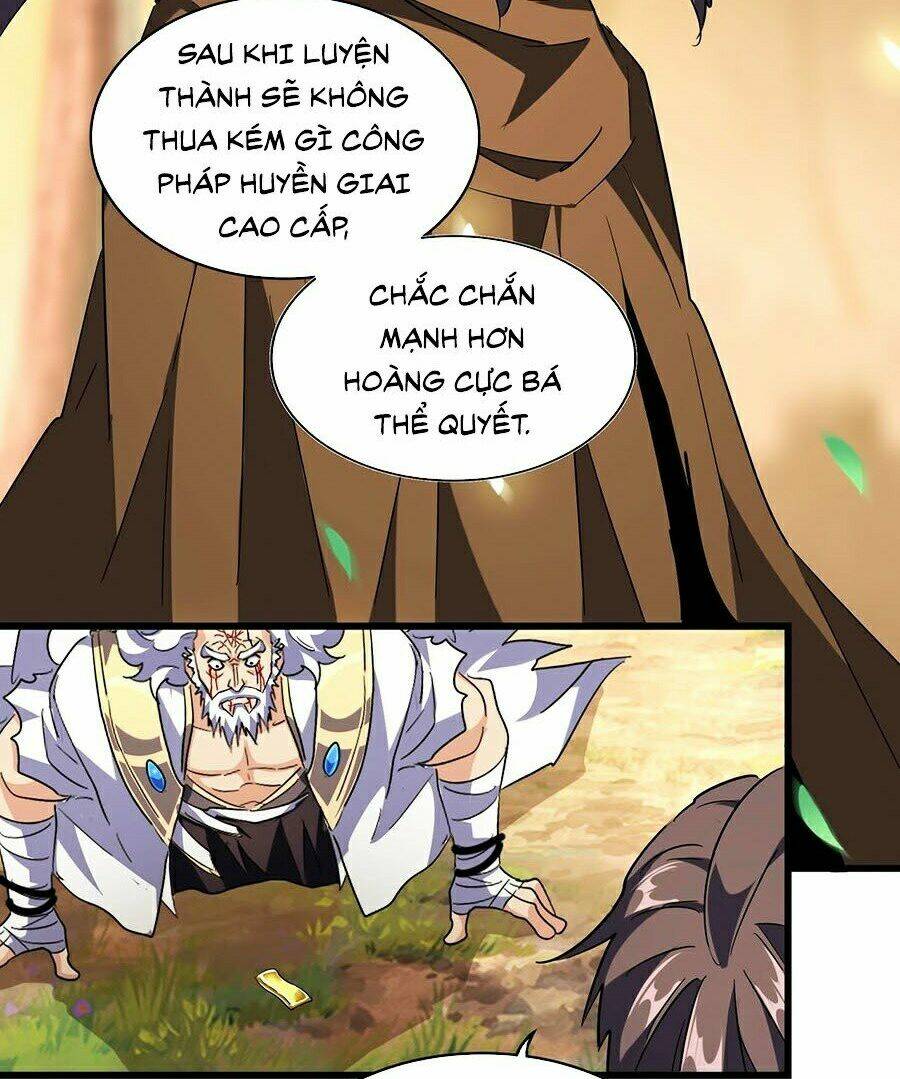 SAU KHI LUYỆN
THÀNH SẼ KHÔNG
THUA KÉM GÌ CÔNG
PHÁP HUYỀN GIAI
CAO CẤP,
CHẮC CHẮN
MẠNH HƠN
HOÀNG CỰC BÁ
THỂ QUYẾT.